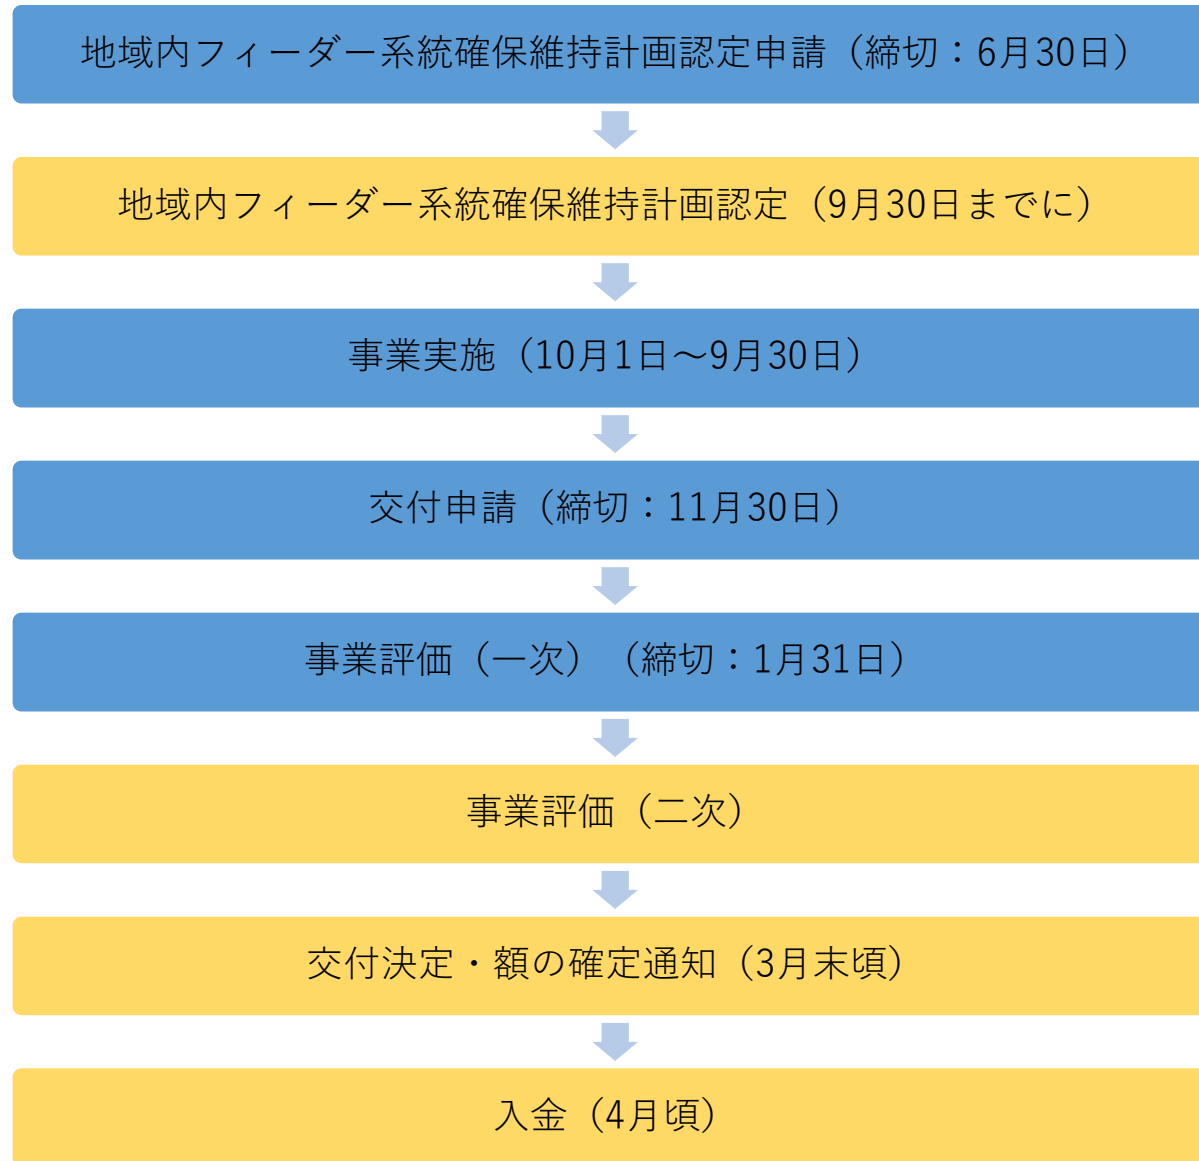 地域内フィーダー系統確保維持計画認定申請（締切：6月30日）
地域内フィーダー系統確保維持計画認定（9月30日までに）
事業実施（10月1日～9月30日）
交付申請（締切：11月30日）
事業評価（一次）（締切：1月31日）
事業評価（二次）
交付決定・額の確定通知（3月末頃）
入金（4月頃）